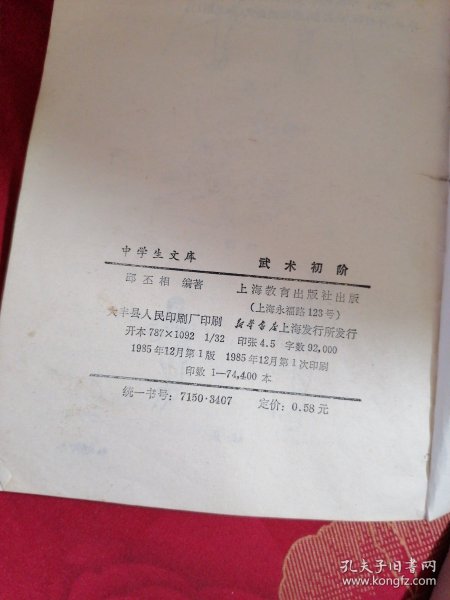 中学生文库 武术初阶
邱丕相 编著 上海教育出版社出版
(上海永福路123号)
大丰县人民印刷厂印刷 新华书店上海发行所发行
开本 787×1092 1/32 印张 4.5 字数 92,000
1985年12月第1版 1985年12月第1次印刷
印数 1—74,400 本
统一书号: 7150·3407 定价: 0.58 元
孔夫子旧书网
www.kongfz.com